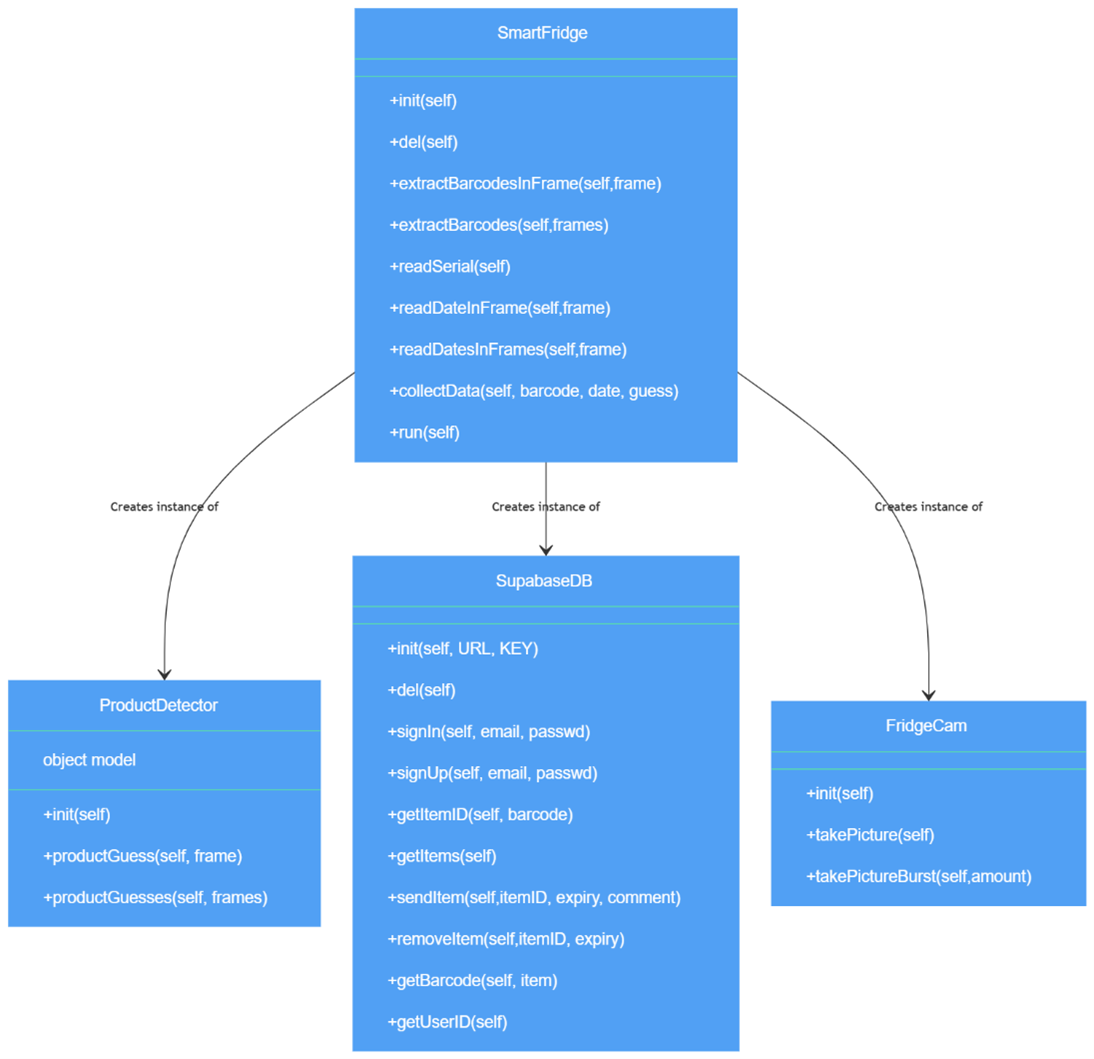 SmartFridge
+init(self)
+del(self)
+extractBarcodesInFrame(self,frame)
+extractBarcodes(self,frames)
+readSerial(self)
+readDateInFrame(self,frame)
+readDatesInFrames(self,frame)
+collectData(self, barcode, date, guess)
+run(self)
Creates instance of
Creates instance of
Creates instance of
ProductDetector
object model
+init(self)
+productGuess(self, frame)
+productGuesses(self, frames)
SupabaseDB
+init(self, URL, KEY)
+del(self)
+signIn(self, email, passwd)
+signUp(self, email, passwd)
+getItemID(self, barcode)
+getItems(self)
+sendItem(self,itemID, expiry, comment)
+removeItem(self,itemID, expiry)
+getBarcode(self, item)
+getUserID(self)
FridgeCam
+init(self)
+takePicture(self)
+takePictureBurst(self,amount)